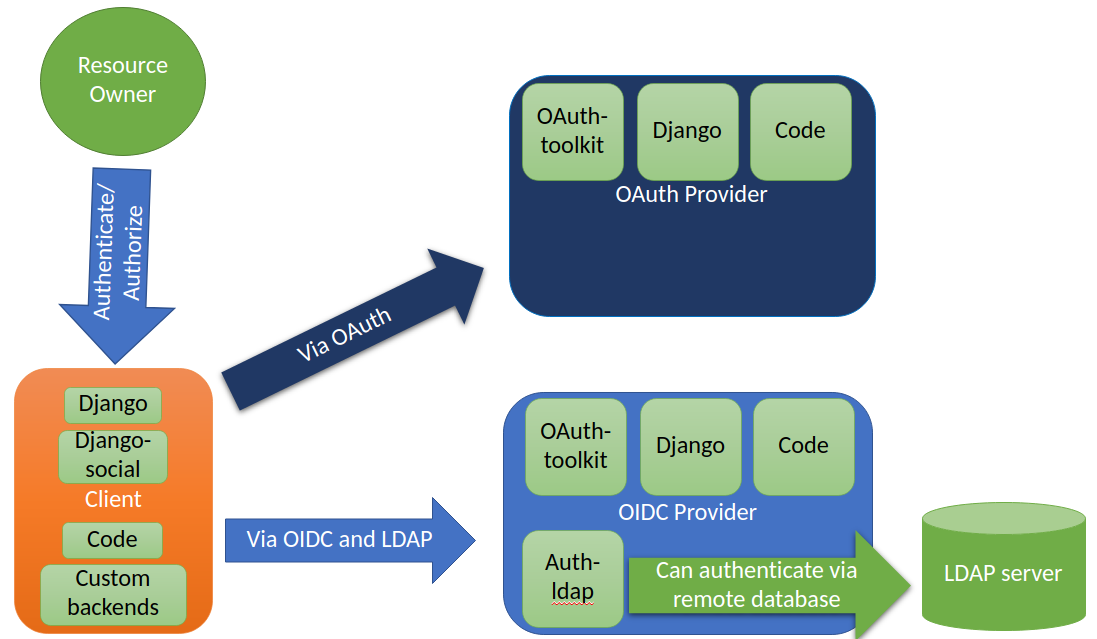 Resource
Owner
Authenticate/
Authorize
OAuth-
toolkit
Django
Code
OAuth Provider
Via OAuth
Django
Django-
social
Client
Code
Custom
backends
Via OIDC and LDAP
OAuth-
toolkit
Django
Code
OIDC Provider
Auth-
ldap
Can authenticate via
remote database
LDAP server